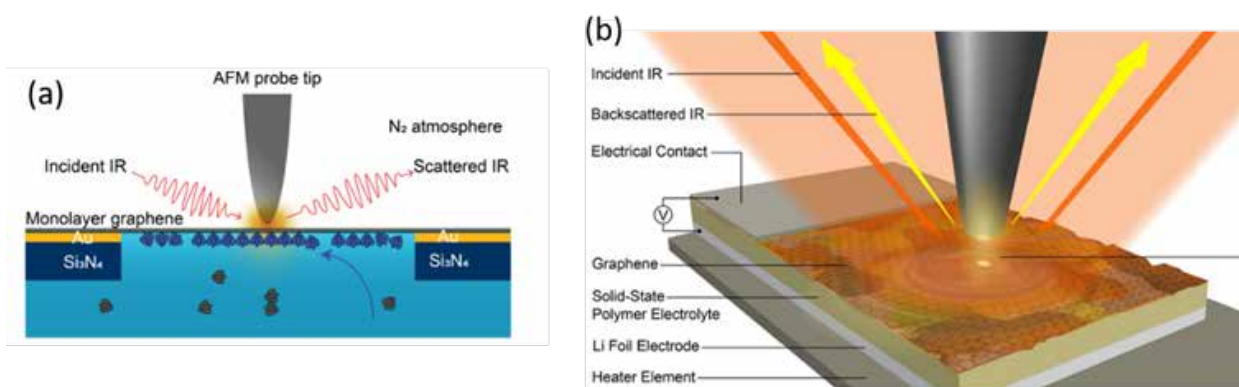 (a)
AFM probe tip
N₂ atmosphere
Incident IR
Scattered IR
Monolayer graphene
Au
Au
Si₃N₄
Si₃N₄
(b)
Incident IR
Backscattered IR
Electrical Contact
V
Graphene
Solid-State
Polymer Electrolyte
Li Foil Electrode
Heater Element